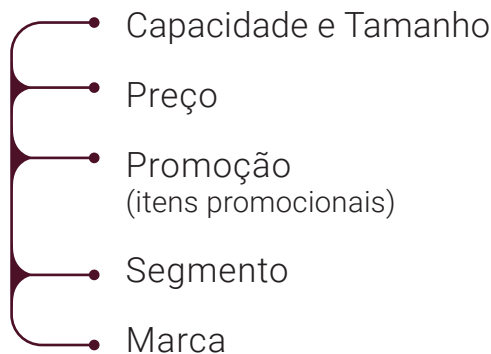 Capacidade e Tamanho
Preço
Promoção
(itens promocionais)
Segmento
Marca